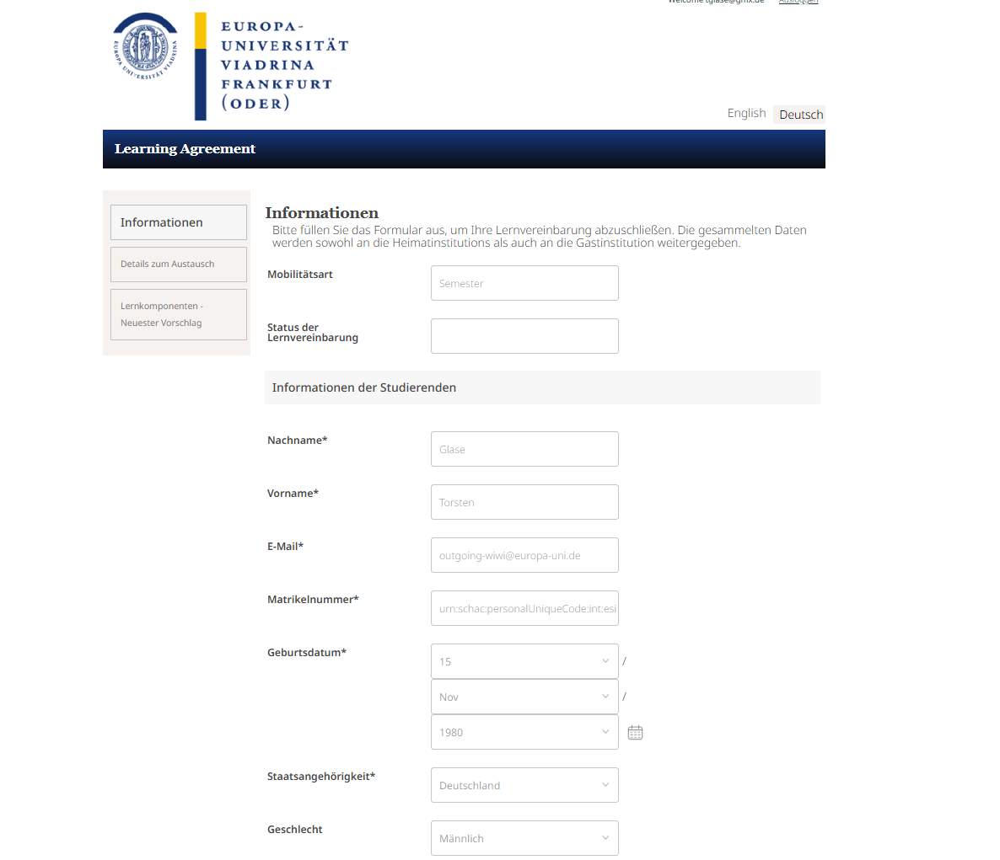 Welcome tglase@gmx.de Ausloggen
EUROPA-
UNIVERSITÄT
VIADRINA
FRANKFURT
(ODER)
EUROPA UNIVERSITÄT VIADRINA
English Deutsch
Learning Agreement
Informationen
Details zum Austausch
Lernkomponenten -
Neuester Vorschlag
Informationen
Bitte füllen Sie das Formular aus, um Ihre Lernvereinbarung abzuschließen. Die gesammelten Daten
werden sowohl an die Heimatinstitutions als auch an die Gastinstitution weitergegeben.
Mobilitätsart
Semester
Status der
Lernvereinbarung
Informationen der Studierenden
Nachname*
Glase
Vorname*
Torsten
E-Mail*
outgoing-wiwi@europa-uni.de
Matrikelnummer*
urn:schac:personalUniqueCode:int:esi
Geburtsdatum*
15 /
Nov /
1980
Staatsangehörigkeit*
Deutschland
Geschlecht
Männlich